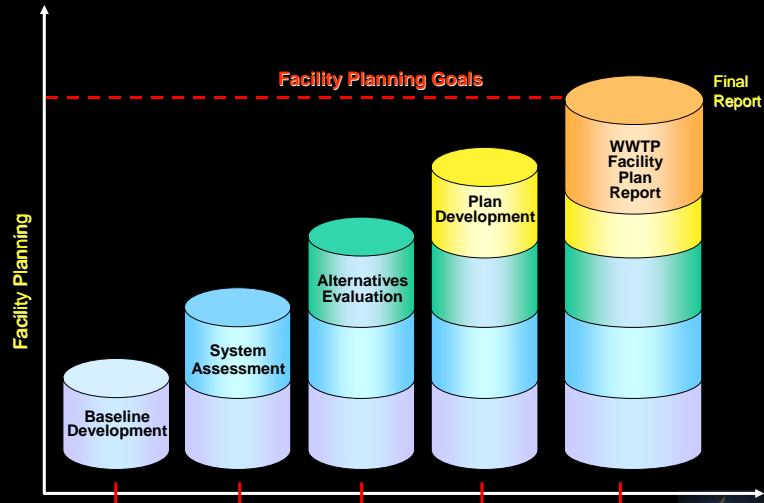 Facility Planning Goals
Final
Report
WWTP
Facility
Plan
Report
Plan
Development
Alternatives
Evaluation
System
Assessment
Baseline
Development
Facility Planning